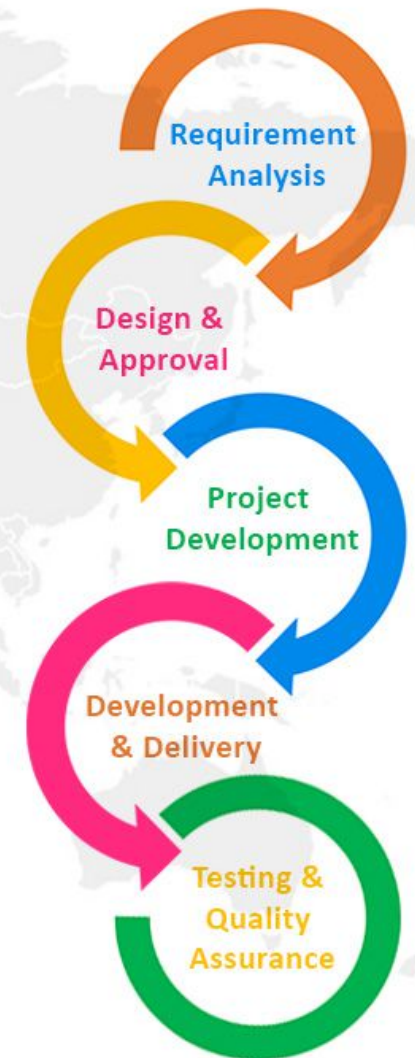 Requirement
Analysis
Design &
Approval
Project
Development
Development
& Delivery
Testing &
Quality
Assurance